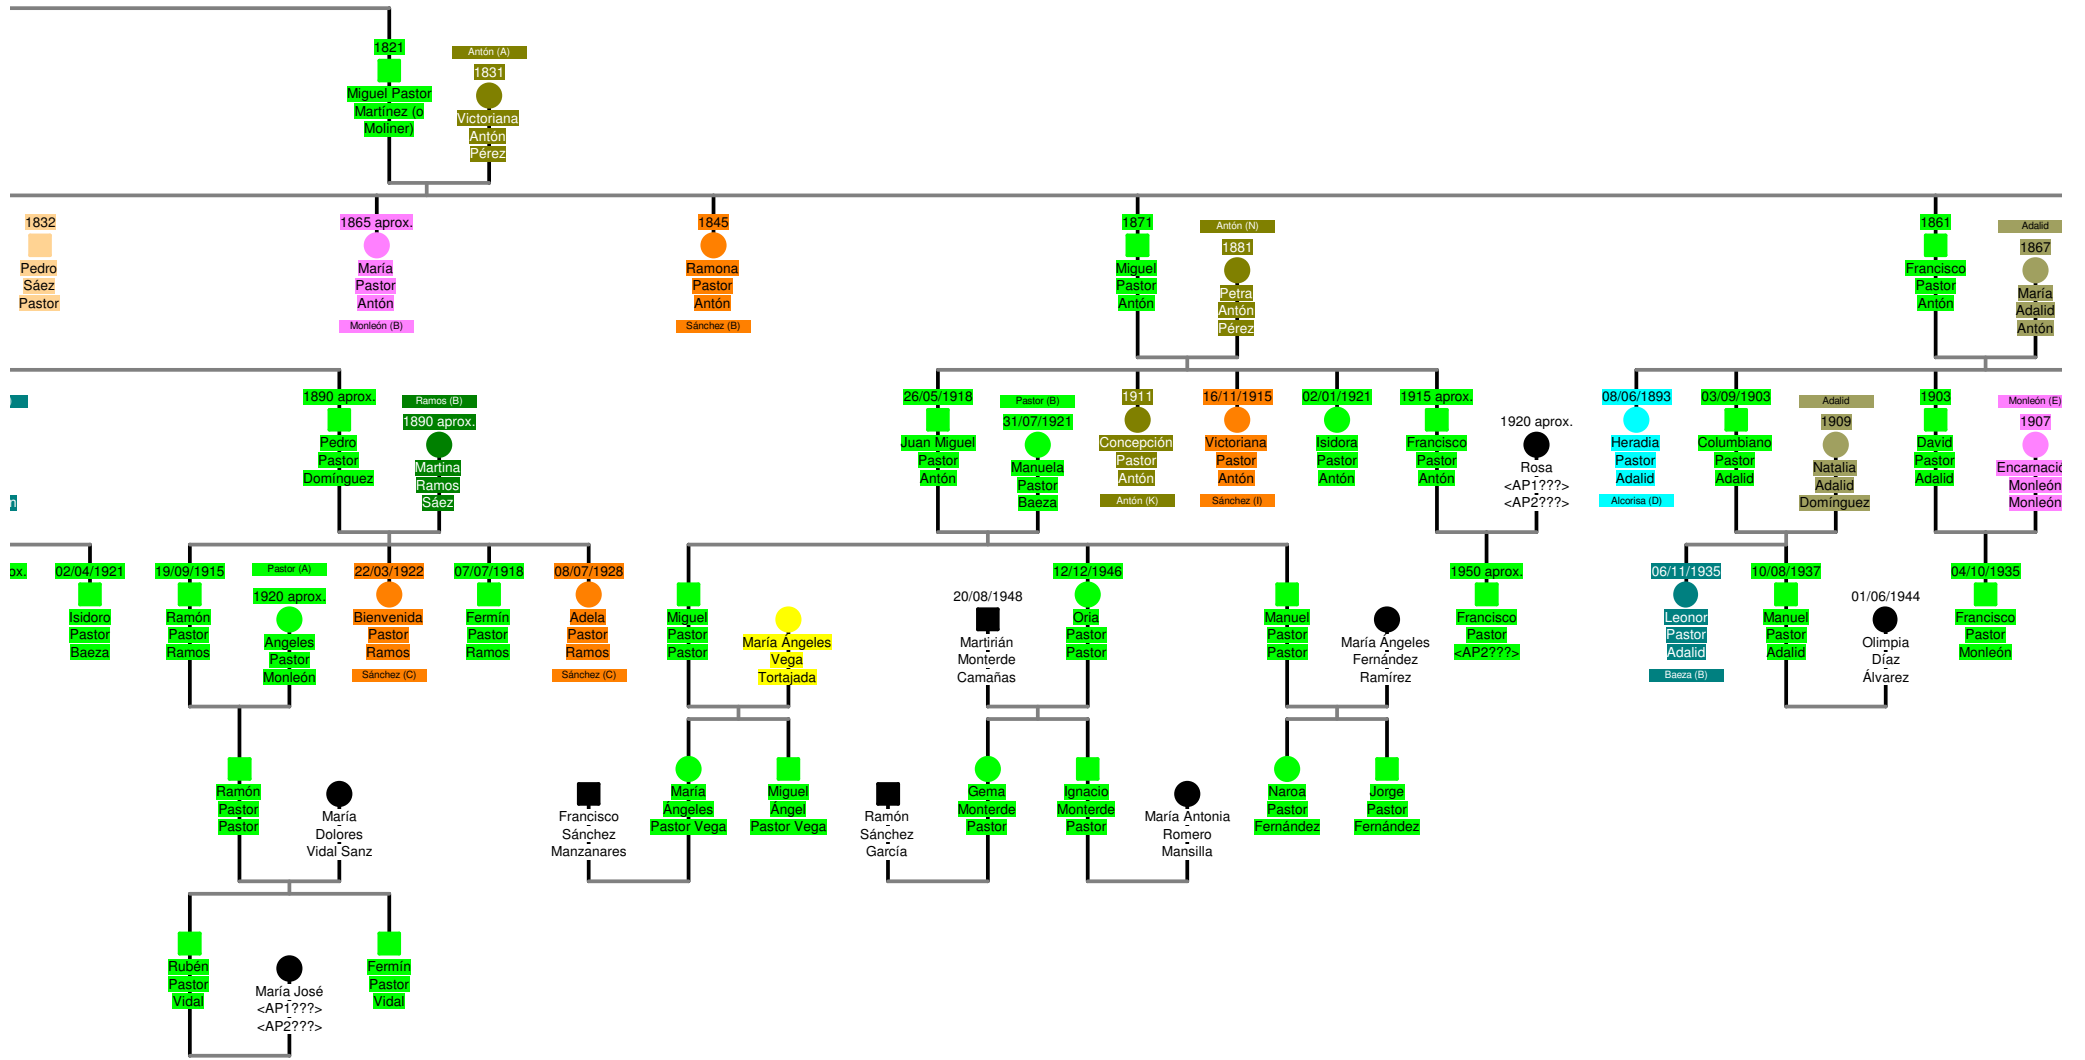 1821
Miguel Pastor
Martínez (o
Moliner)
Antón (A)
1831
Victoriana
Antón
Pérez
1832
Pedro
Sáez
Pastor
1865 aprox.
María
Pastor
Antón
Monleón (B)
1845
Ramona
Pastor
Antón
Sánchez (B)
1871
Miguel
Pastor
Antón
Antón (N)
1881
Petra
Antón
Pérez
1861
Francisco
Pastor
Antón
Adalid
1867
María
Adalid
Antón
1890 aprox.
Pedro
Pastor
Domínguez
Ramos (B)
1890 aprox.
Martina
Ramos
Sáez
26/05/1918
Juan Miguel
Pastor
Antón
Pastor (B)
31/07/1921
Manuela
Pastor
Baeza
1911
Concepción
Pastor
Antón
Antón (K)
16/11/1915
Victoriana
Pastor
Antón
Sánchez (I)
02/01/1921
Isidora
Pastor
Antón
1915 aprox.
Francisco
Pastor
Antón
1920 aprox.
Rosa
<AP1???>
<AP2???>
08/06/1893
Heradia
Pastor
Adalid
Alcorisa (D)
03/09/1903
Columbiano
Pastor
Adalid
Adalid
1909
Natalia
Adalid
Domínguez
1903
David
Pastor
Adalid
Monleón (E)
1907
Encarnació
Monleón
Monleón
ox.
02/04/1921
Isidoro
Pastor
Baeza
19/09/1915
Ramón
Pastor
Ramos
Pastor (A)
1920 aprox.
Angeles
Pastor
Monleón
22/03/1922
Bienvenida
Pastor
Ramos
Sánchez (C)
07/07/1918
Fermín
Pastor
Ramos
08/07/1928
Adela
Pastor
Ramos
Sánchez (C)
Miguel
Pastor
Pastor
María Ángeles
Vega
Tortajada
20/08/1948
Martirián
Monterde
Camañas
12/12/1946
Oria
Pastor
Pastor
Manuel
Pastor
Pastor
María Ángeles
Fernández
Ramírez
1950 aprox.
Francisco
Pastor
<AP2???>
06/11/1935
Leonor
Pastor
Adalid
Baeza (B)
10/08/1937
Manuel
Pastor
Adalid
01/06/1944
Olimpia
Díaz
Álvarez
04/10/1935
Francisco
Pastor
Monleón
Ramón
Pastor
Pastor
María
Dolores
Vidal Sanz
Francisco
Sánchez
Manzanares
María
Ángeles
Pastor Vega
Miguel
Ángel
Pastor Vega
Ramón
Sánchez
García
Gema
Monterde
Pastor
Ignacio
Monterde
Pastor
María Antonia
Romero
Mansilla
Naroa
Pastor
Fernández
Jorge
Pastor
Fernández
Rubén
Pastor
Vidal
María José
<AP1???>
<AP2???>
Fermín
Pastor
Vidal